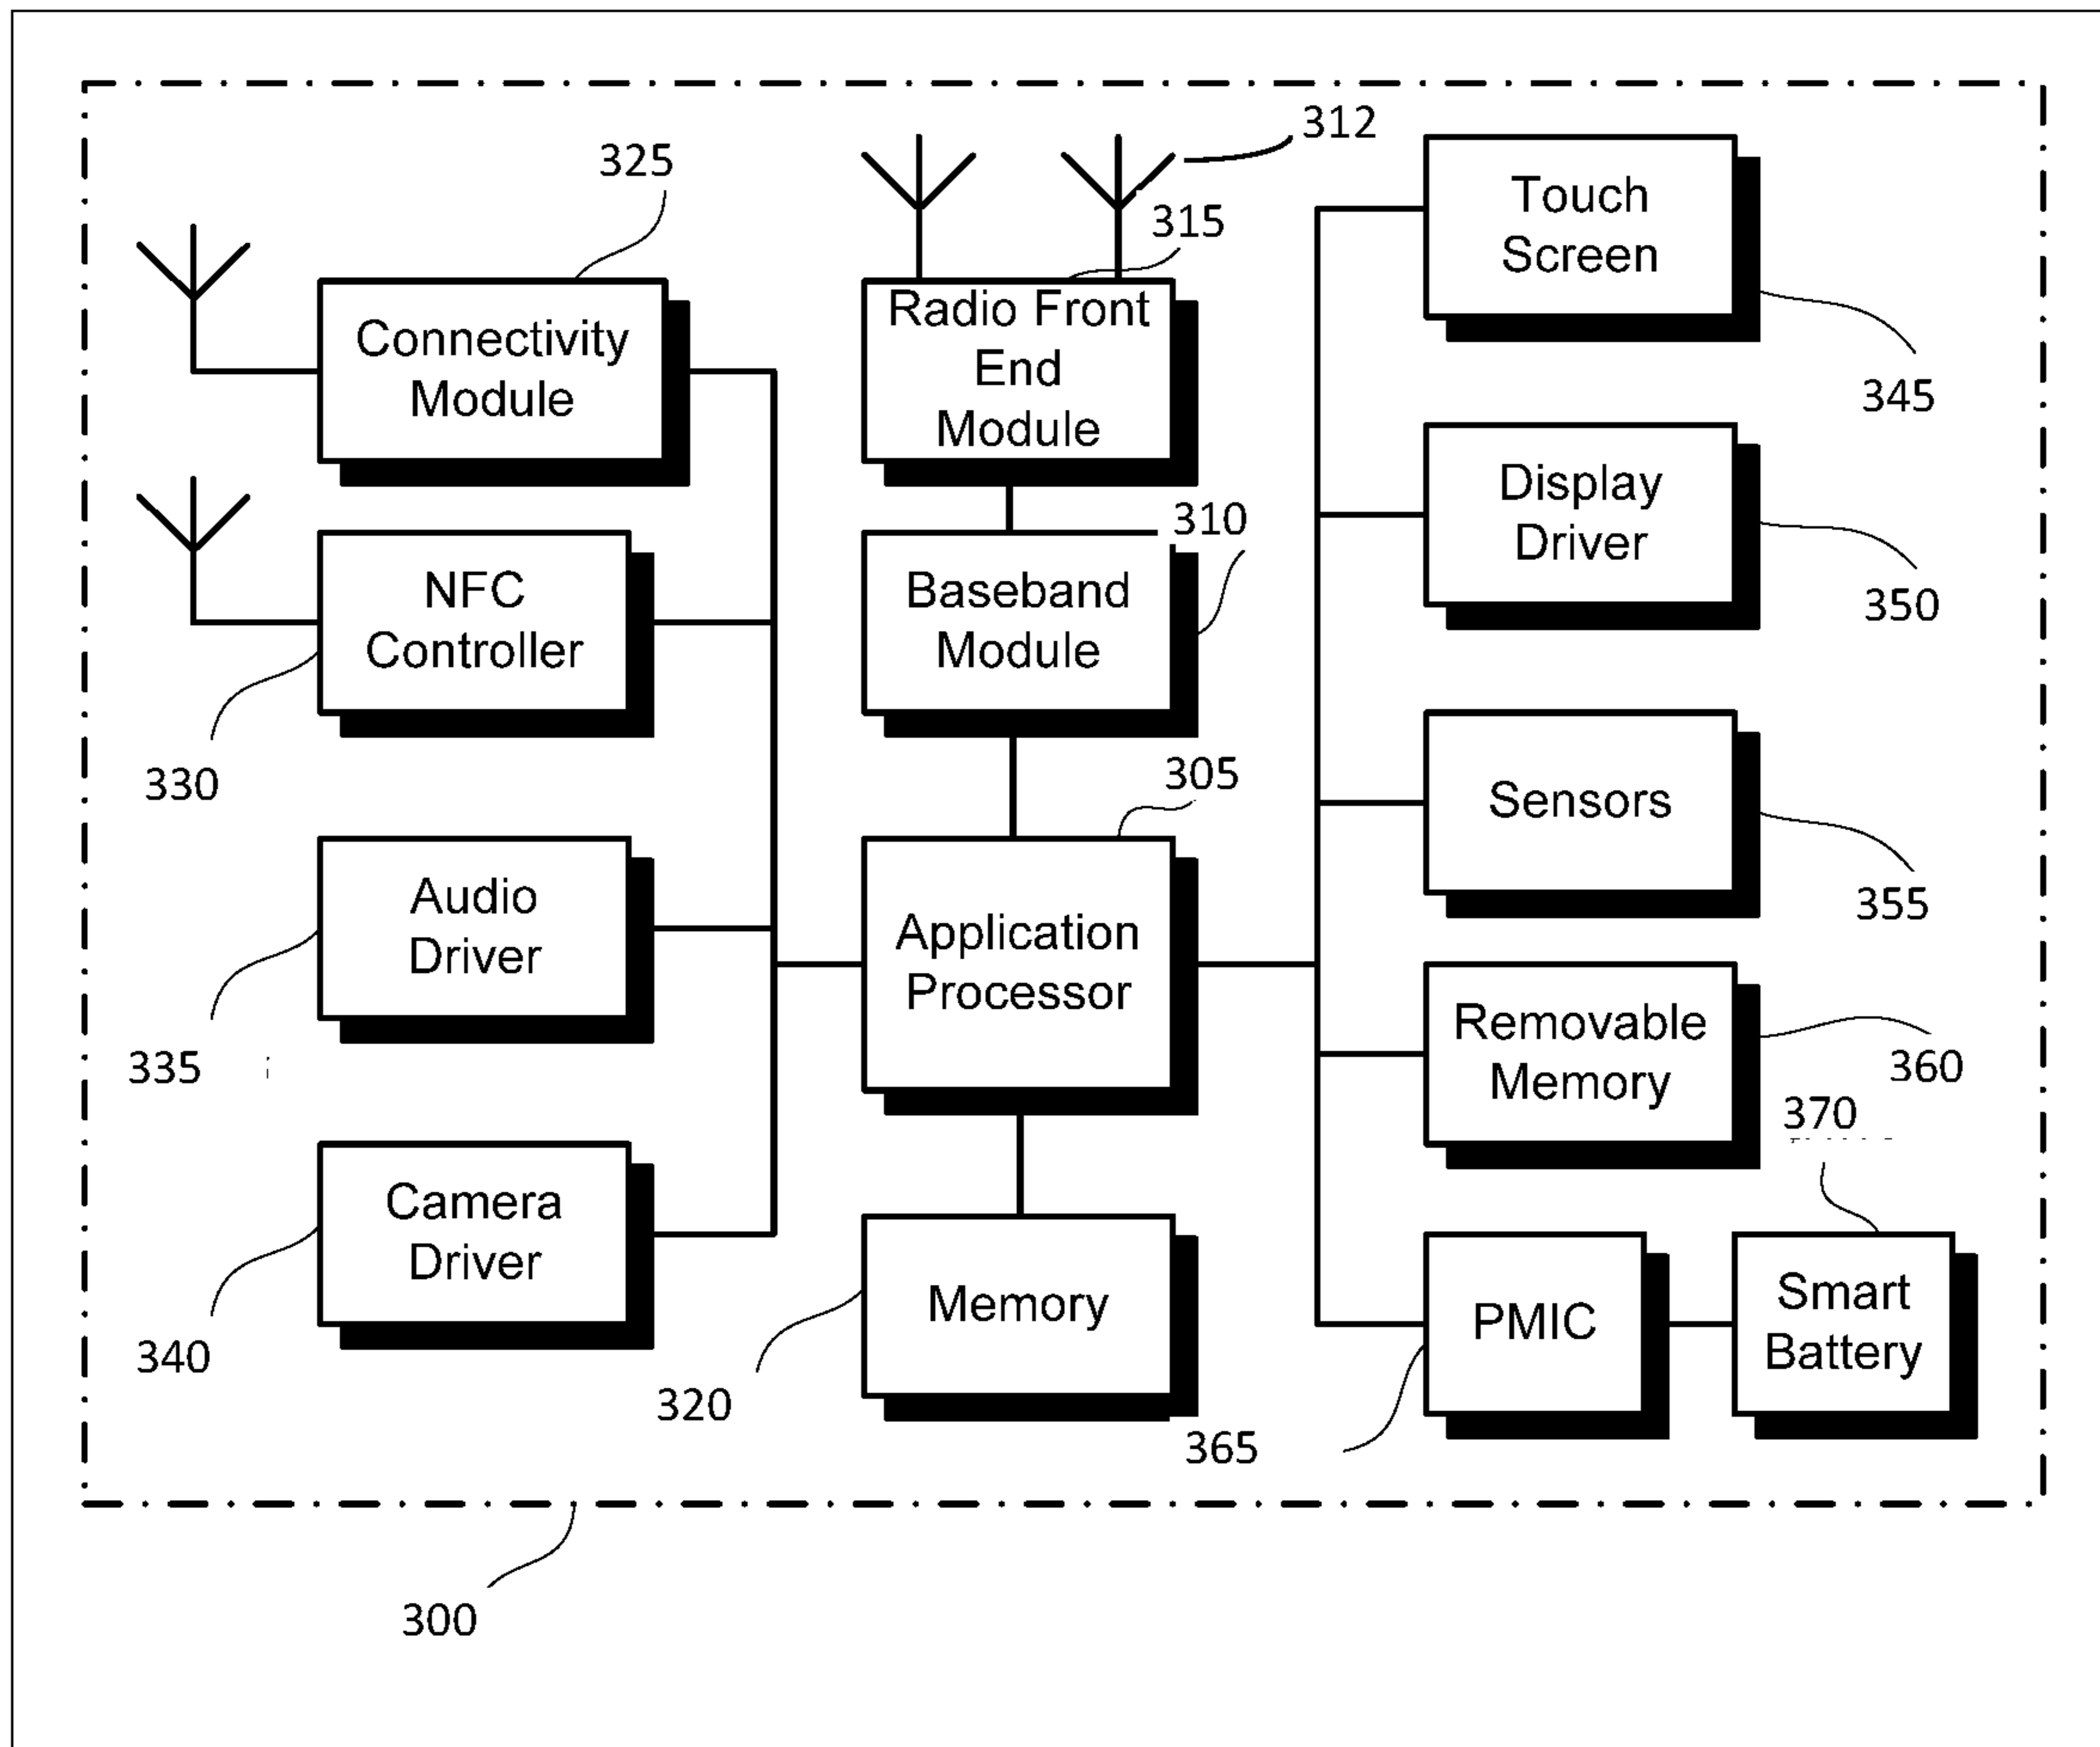 312
325
315
Touch
Screen
Connectivity
Module
Radio Front
End
Module
345
Display
Driver
310
NFC
Controller
Baseband
Module
350
330
305
Sensors
355
Audio
Driver
Application
Processor
335
Removable
Memory
360
370
Camera
Driver
340
Memory
320
PMIC
Smart
Battery
365
300